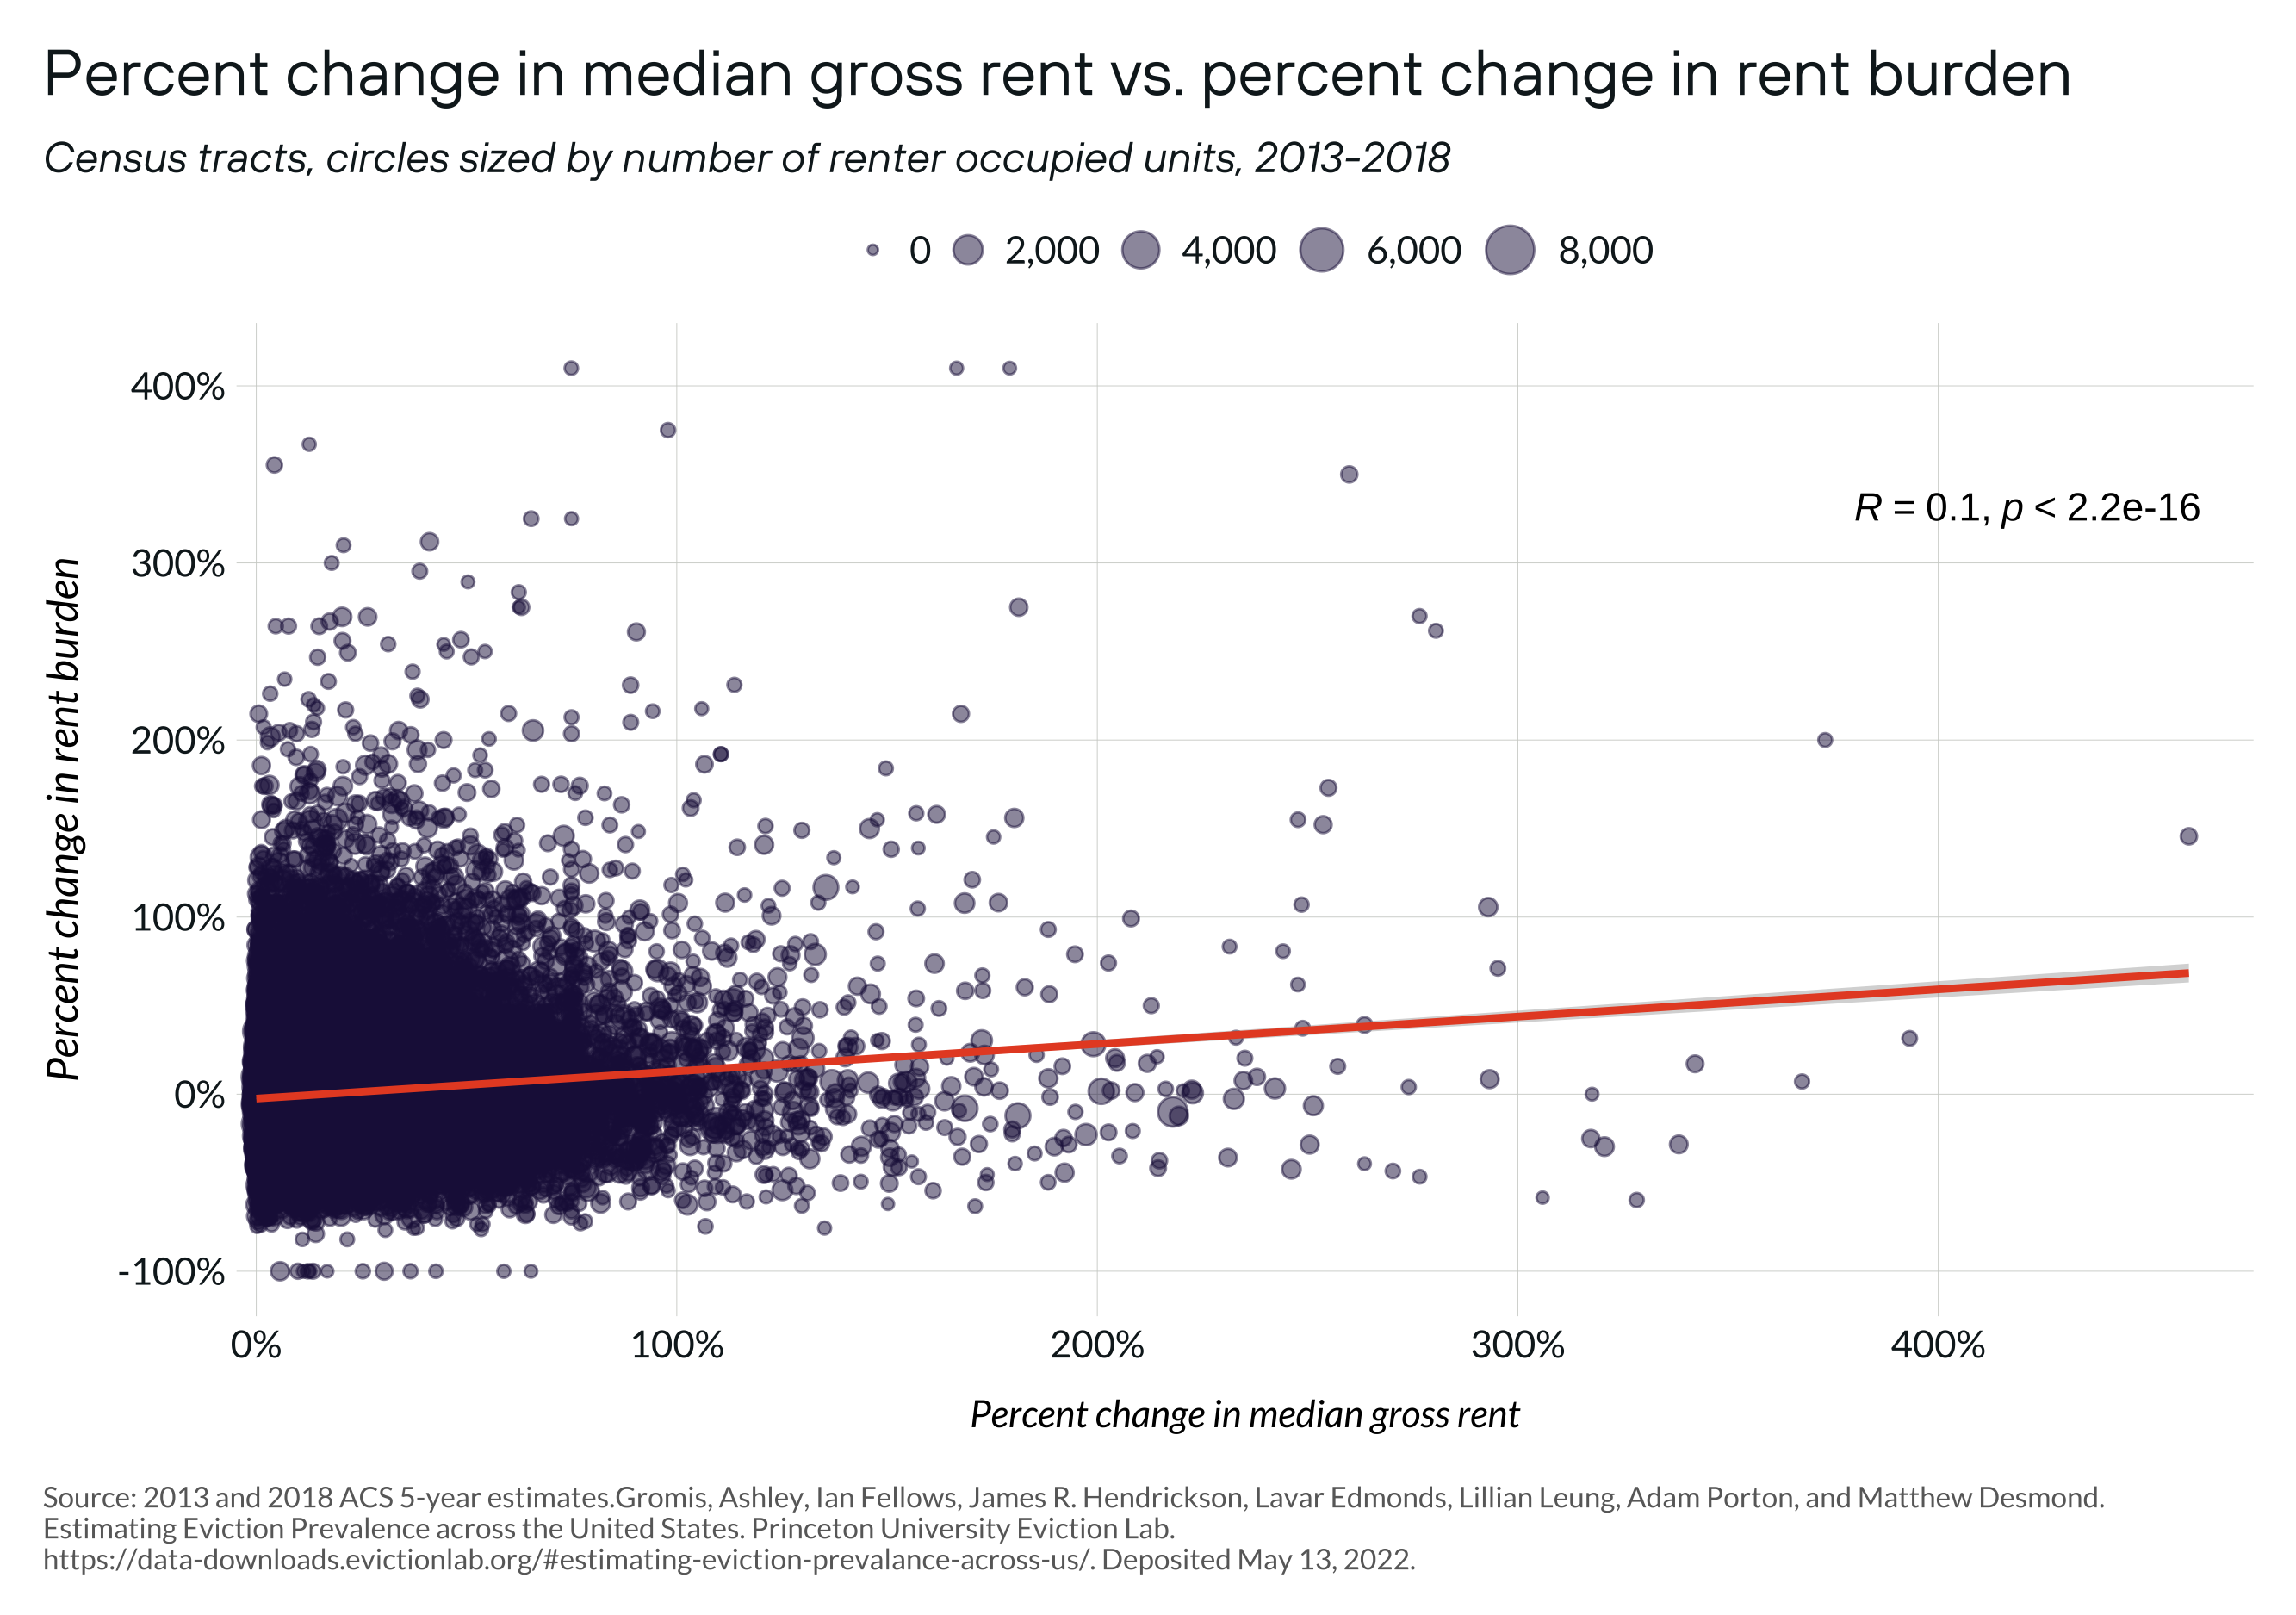 Percent change in median gross rent vs. percent change in rent burden
Census tracts, circles sized by number of renter occupied units, 2013-2018
0 2,000 4,000 6,000 8,000
400%
R = 0.1, p < 2.2e-16
300%
Percent change in rent burden
200%
100%
0%
-100%
0% 100% 200% 300% 400%
Percent change in median gross rent
Source: 2013 and 2018 ACS 5-year estimates.Gromis, Ashley, Ian Fellows, James R. Hendrickson, Lavar Edmonds, Lillian Leung, Adam Porton, and Matthew Desmond.
Estimating Eviction Prevalence across the United States. Princeton University Eviction Lab.
https://data-downloads.evictionlab.org/#estimating-eviction-prevalance-across-us/. Deposited May 13, 2022.